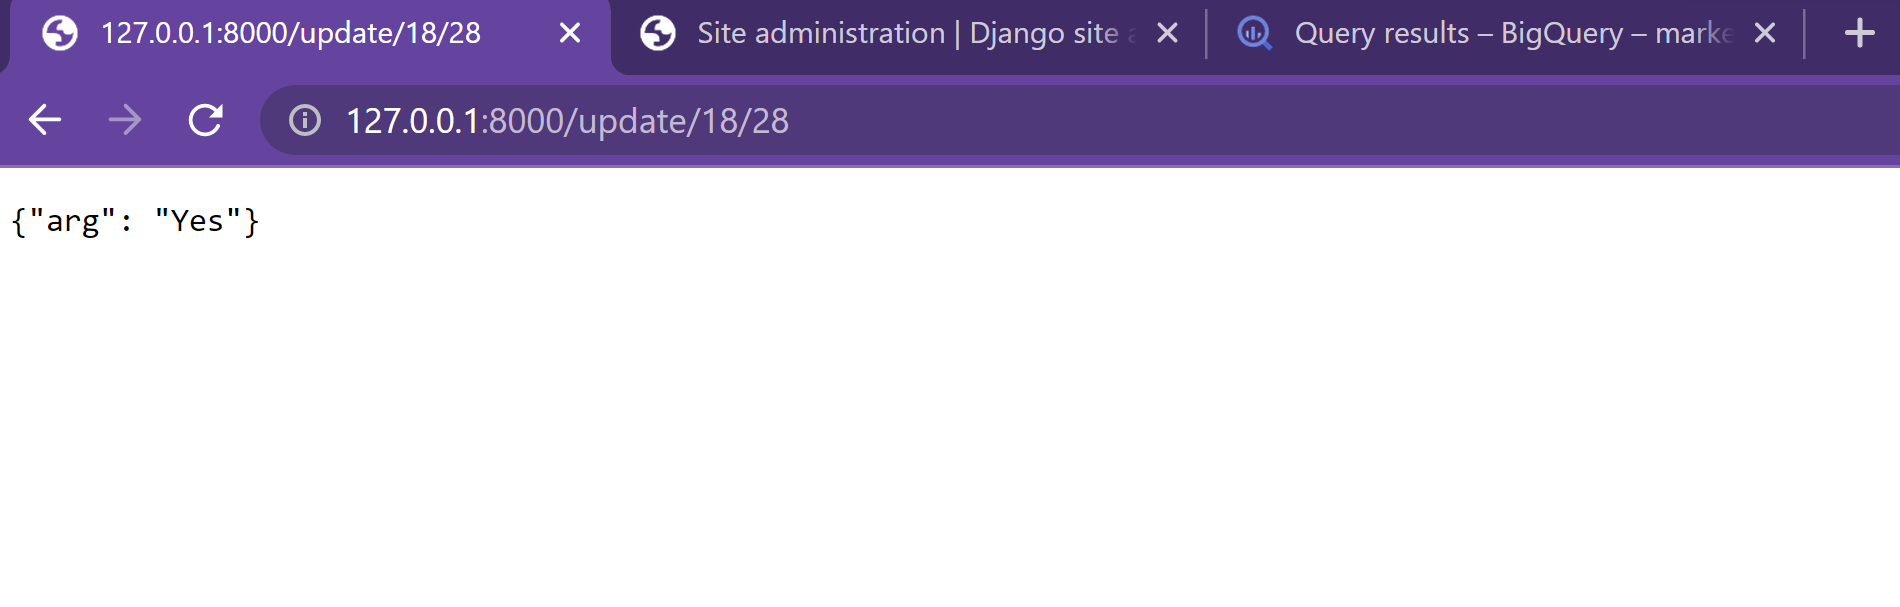 127.0.0.1:8000/update/18/28
Site administration | Django site
Query results – BigQuery – marke
127.0.0.1:8000/update/18/28
{"arg": "Yes"}